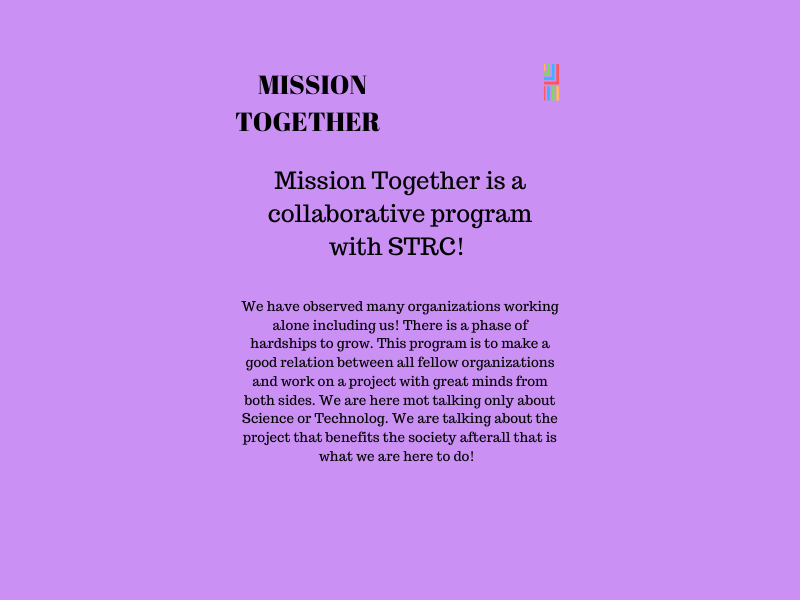 MISSION
TOGETHER
Mission Together is a
collaborative program
with STRC!
We have observed many organizations working
alone including us! There is a phase of
hardships to grow. This program is to make a
good relation between all fellow organizations
and work on a project with great minds from
both sides. We are here mot talking only about
Science or Technolog. We are talking about the
project that benefits the society afterall that is
what we are here to do!